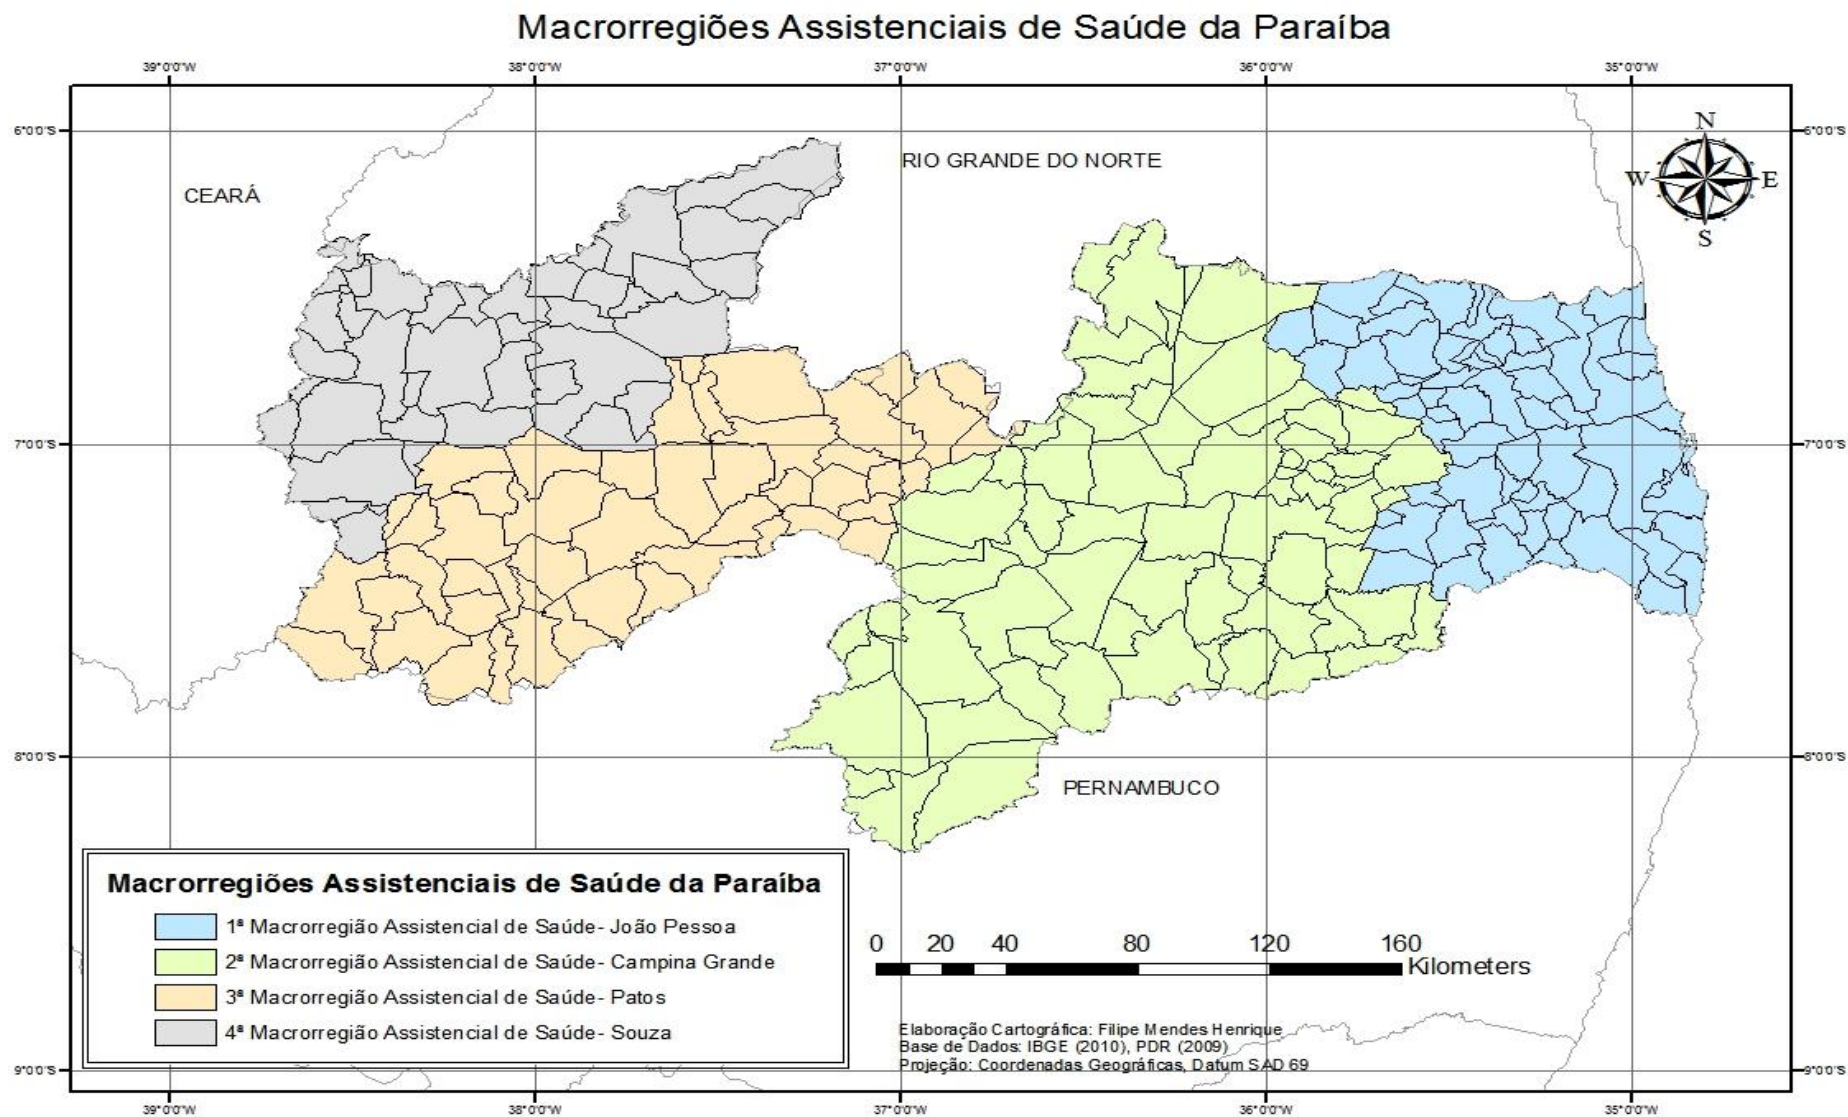 Macrorregiões Assistenciais de Saúde da Paraíba
39°0'0"W 38°0'0"W 37°0'0"W 36°0'0"W 35°0'0"W
6°0'0"S 6°0'0"S
N
RIO GRANDE DO NORTE
W E
CEARÁ
S
7°0'0"S 7°0'0"S
8°0'0"S 8°0'0"S
PERNAMBUCO
Macrorregiões Assistenciais de Saúde da Paraíba
1ª Macrorregião Assistencial de Saúde- João Pessoa
2ª Macrorregião Assistencial de Saúde- Campina Grande
3ª Macrorregião Assistencial de Saúde- Patos
4ª Macrorregião Assistencial de Saúde- Souza
0 20 40 80 120 160
Kilometers
Elaboração Cartográfica: Filipe Mendes Henrique
Base de Dados: IBGE (2010), PDR (2009)
Projeção: Coordenadas Geográficas, Datum SAD 69
9°0'0"S 9°0'0"S
39°0'0"W 38°0'0"W 37°0'0"W 36°0'0"W 35°0'0"W